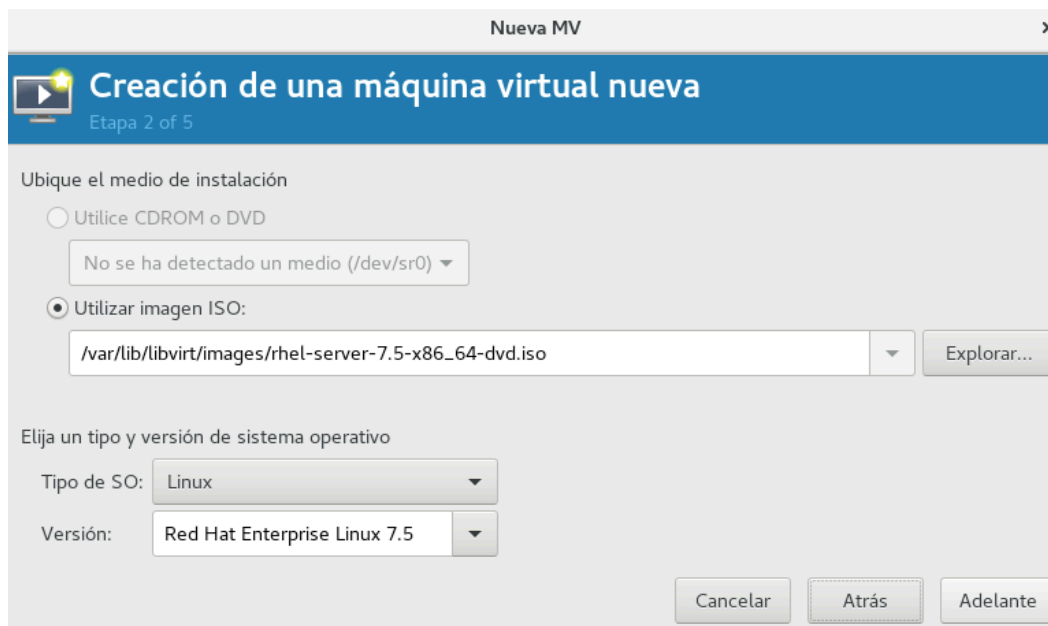 Nueva MV
Creación de una máquina virtual nueva
Etapa 2 of 5
Ubique el medio de instalación
Utilice CDROM o DVD
No se ha detectado un medio (/dev/sr0)
Utilizar imagen ISO:
/var/lib/libvirt/images/rhel-server-7.5-x86_64-dvd.iso
Explorar...
Elija un tipo y versión de sistema operativo
Tipo de SO: Linux
Versión: Red Hat Enterprise Linux 7.5
Cancelar Atrás Adelante